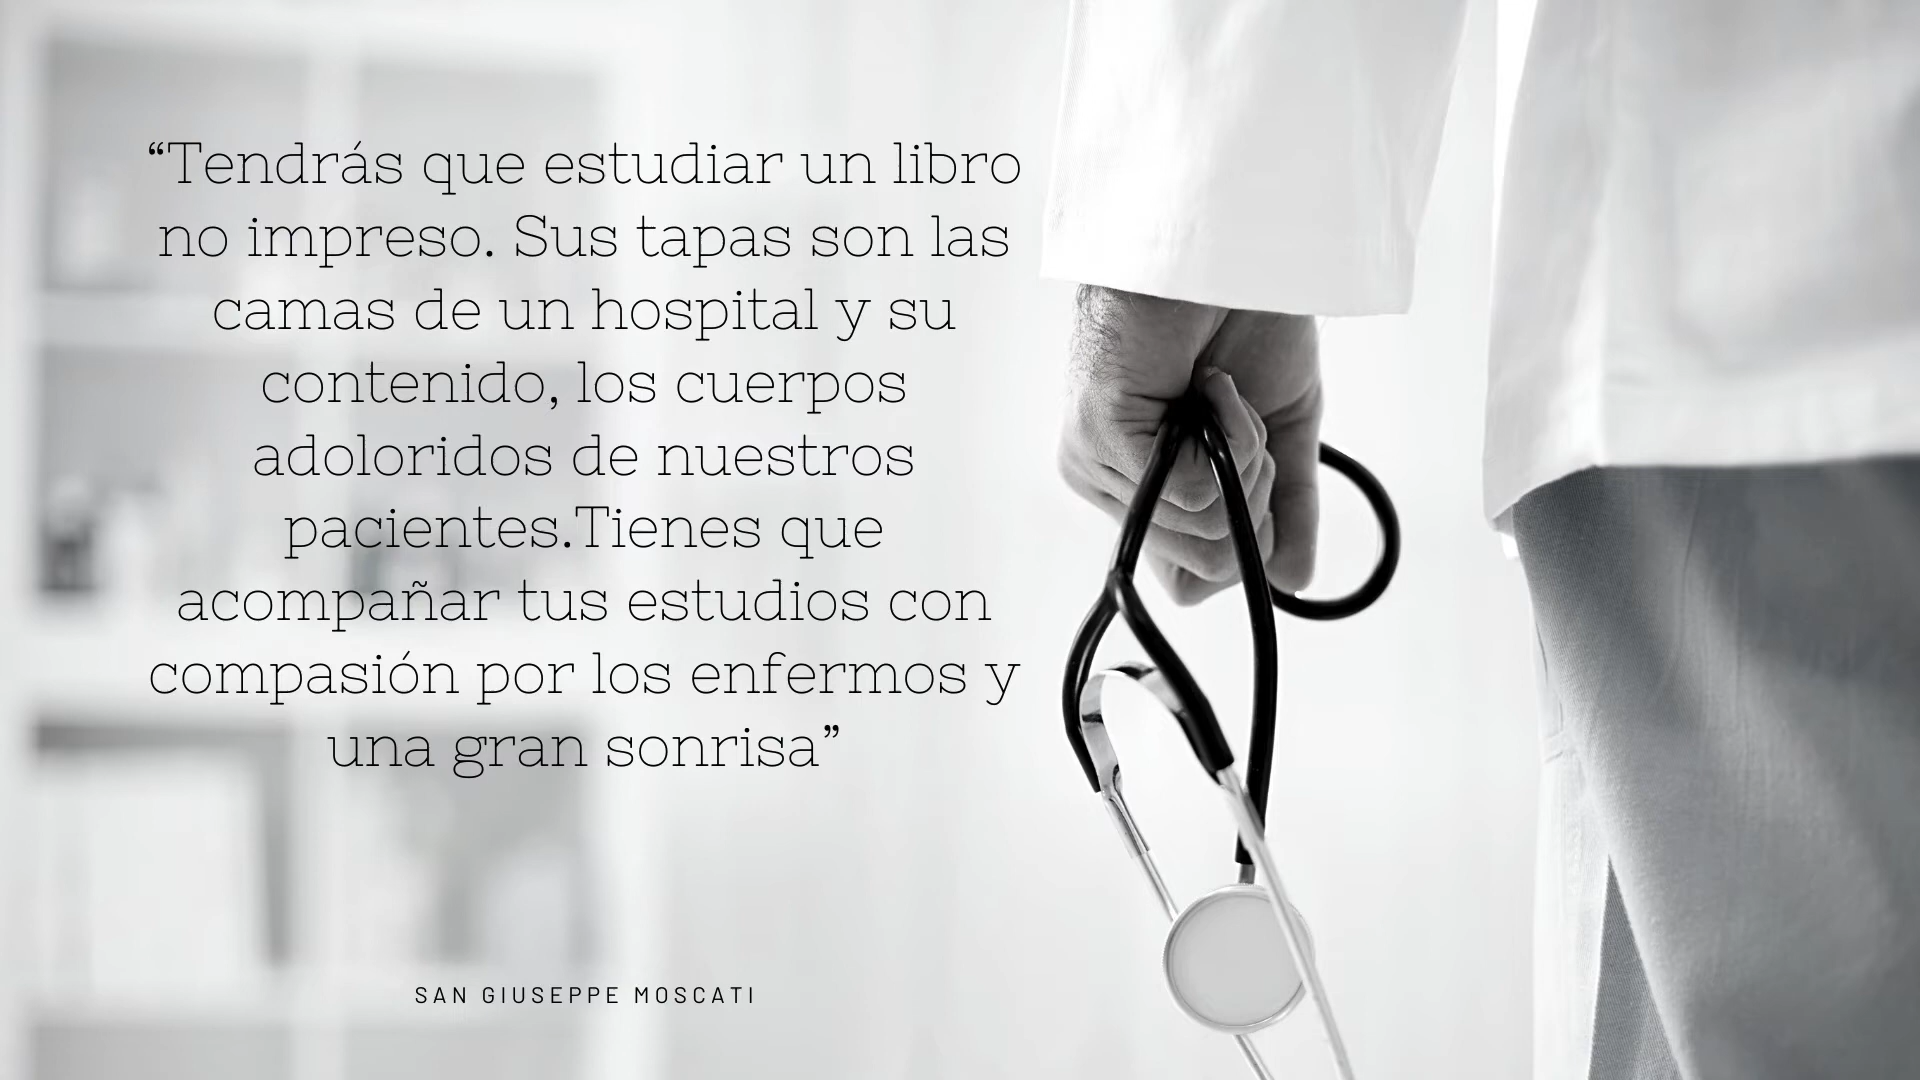 “Tendrás que estudiar un libro
no impreso. Sus tapas son las
camas de un hospital y su
contenido, los cuerpos
adoloridos de nuestros
pacientes.Tienes que
acompañar tus estudios con
compasión por los enfermos y
una gran sonrisa”
SAN GIUSEPPE MOSCATI